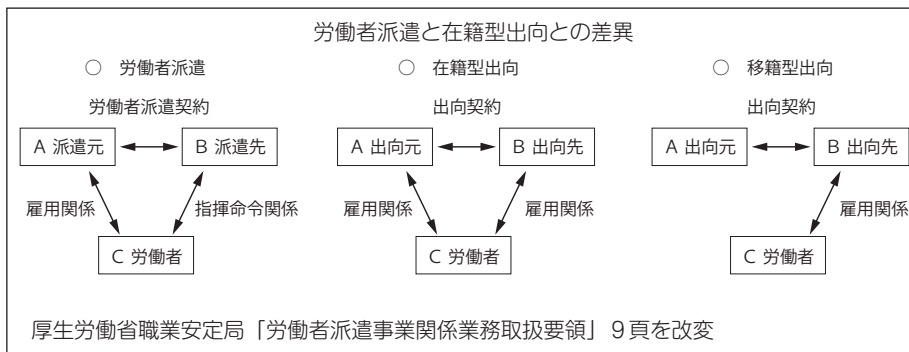 労働者派遣と在籍型出向との差異
○ 労働者派遣
労働者派遣契約
A 派遣元
B 派遣先
雇用関係
指揮命令関係
C 労働者
○ 在籍型出向
出向契約
A 出向元
B 出向先
雇用関係
雇用関係
C 労働者
○ 移籍型出向
出向契約
A 出向元
B 出向先
雇用関係
C 労働者
厚生労働省職業安定局「労働者派遣事業関係業務取扱要領」9頁を改変